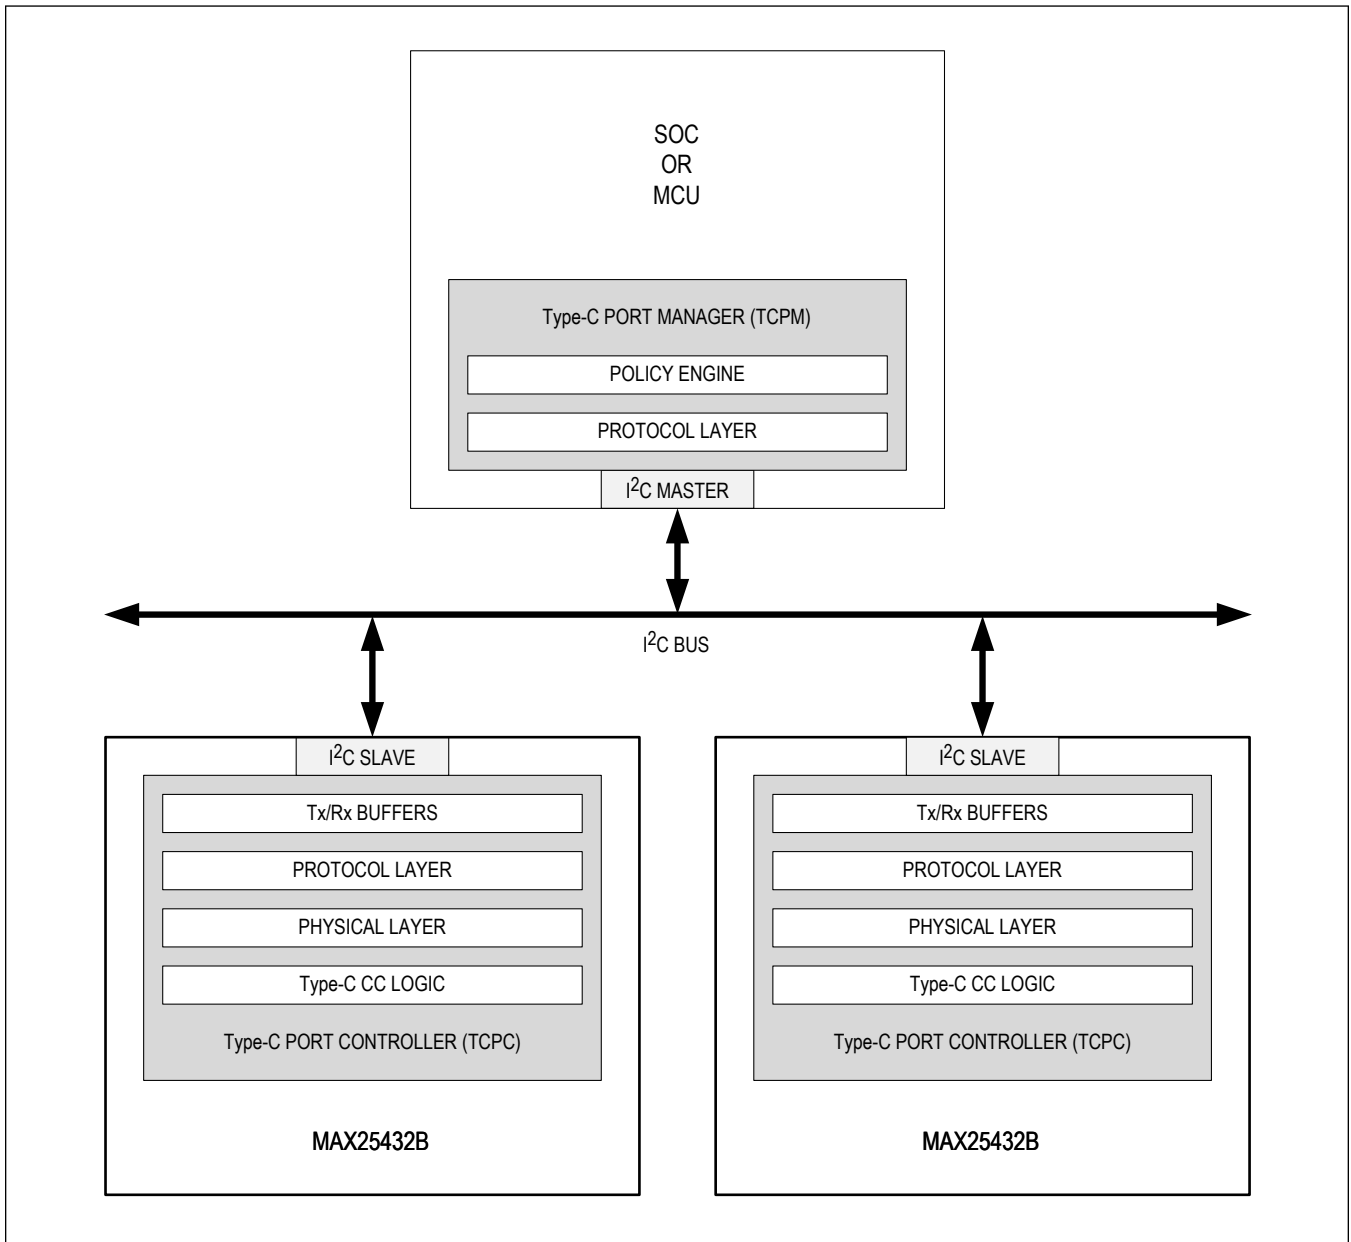 SOC
OR
MCU
Type-C PORT MANAGER (TCPM)
POLICY ENGINE
PROTOCOL LAYER
I2C MASTER
I2C BUS
I2C SLAVE
Tx/Rx BUFFERS
PROTOCOL LAYER
PHYSICAL LAYER
Type-C CC LOGIC
Type-C PORT CONTROLLER (TCPC)
MAX25432B
I2C SLAVE
Tx/Rx BUFFERS
PROTOCOL LAYER
PHYSICAL LAYER
Type-C CC LOGIC
Type-C PORT CONTROLLER (TCPC)
MAX25432B